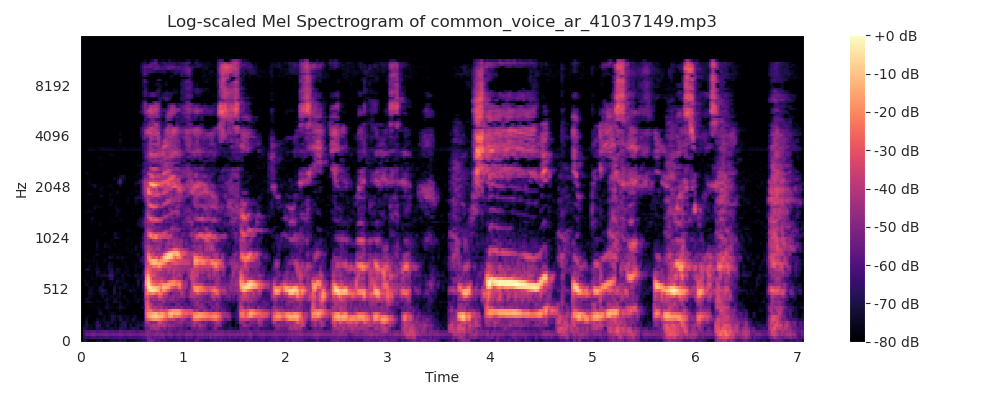 Log-scaled Mel Spectrogram of common_voice_ar_41037149.mp3
Hz
8192
4096
2048
1024
512
0
0 1 2 3 4 5 6 7
Time
+0 dB
-10 dB
-20 dB
-30 dB
-40 dB
-50 dB
-60 dB
-70 dB
-80 dB